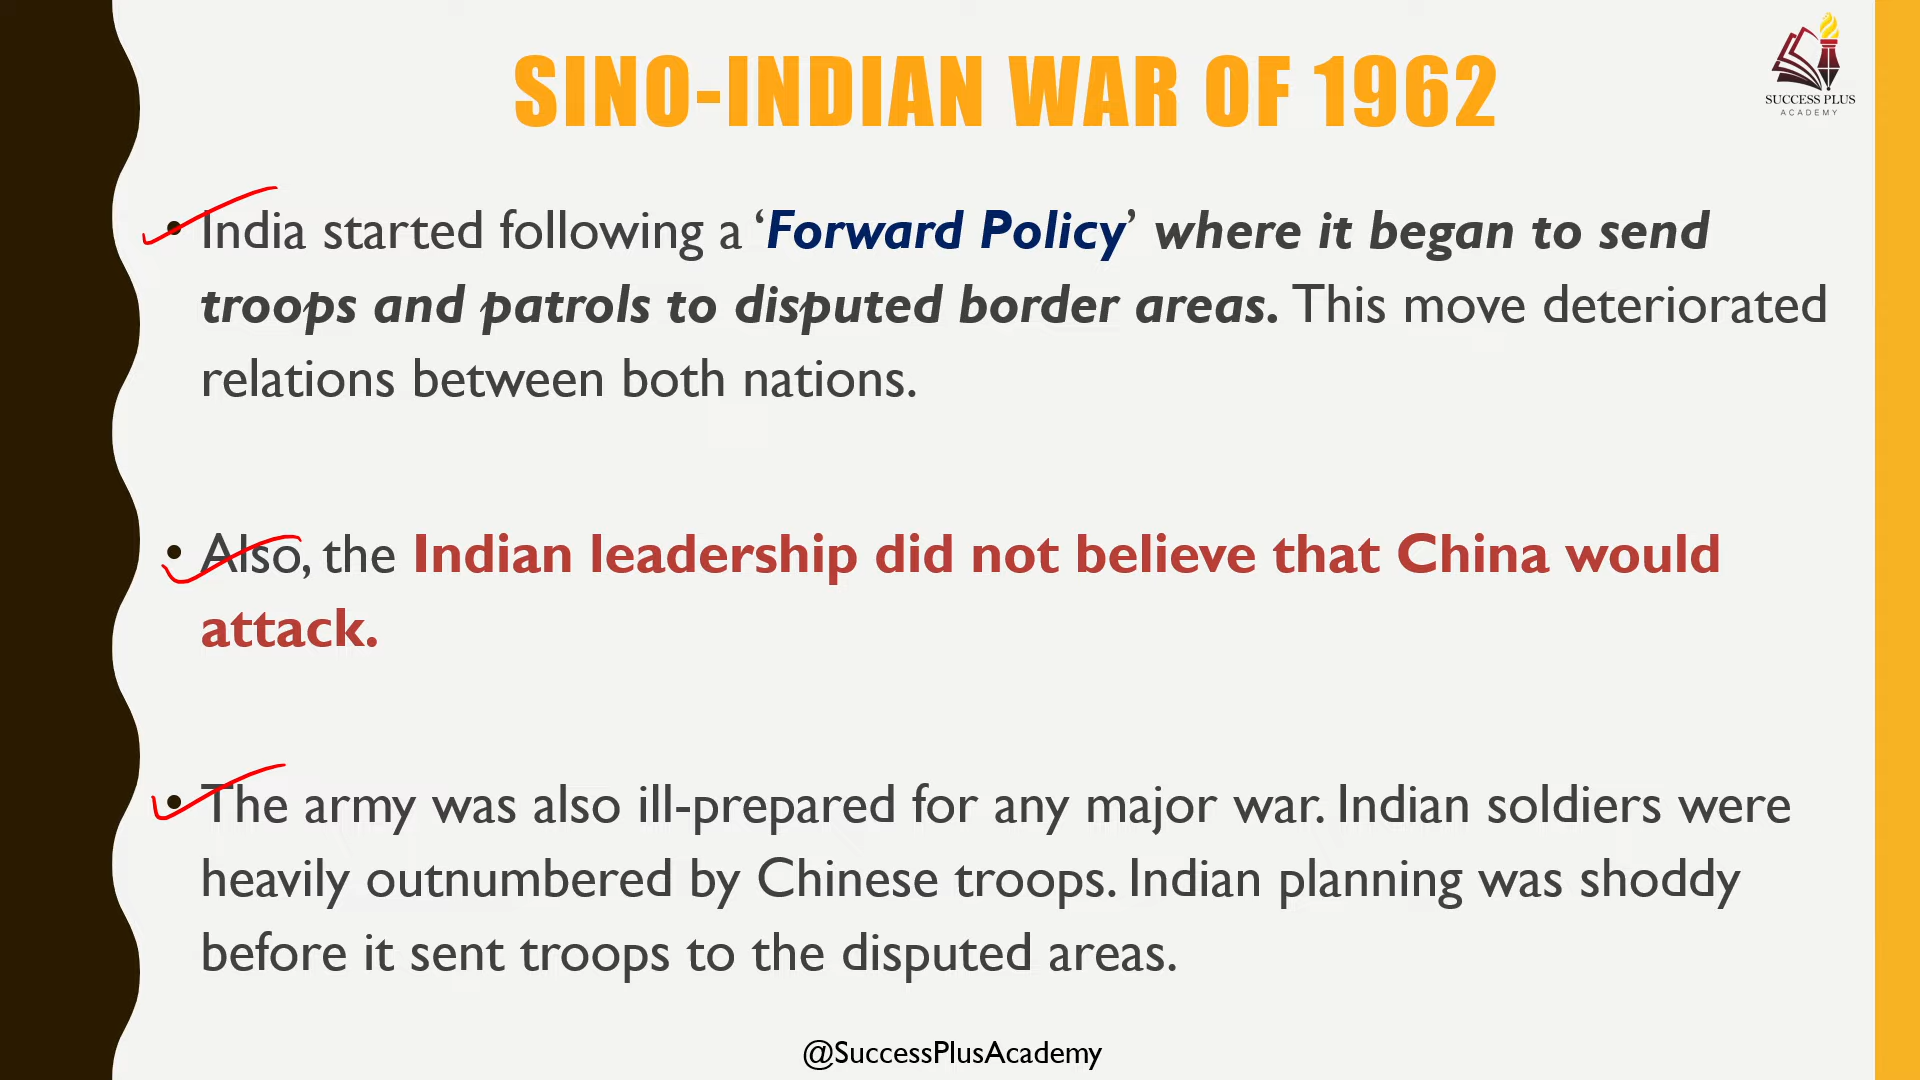 SINO-INDIAN WAR OF 1962
SUCCESS PLUS
ACADEMY
• India started following a ‘Forward Policy’ where it began to send
troops and patrols to disputed border areas. This move deteriorated
relations between both nations.
• Also, the Indian leadership did not believe that China would
attack.
• The army was also ill-prepared for any major war. Indian soldiers were
heavily outnumbered by Chinese troops. Indian planning was shoddy
before it sent troops to the disputed areas.
@SuccessPlusAcademy